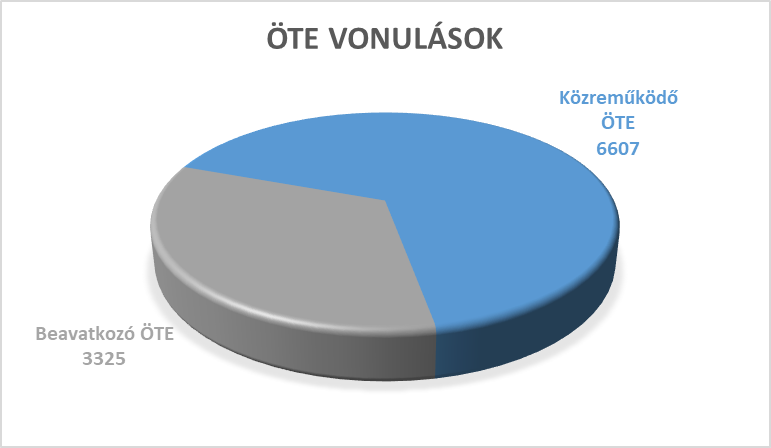 ÖTE VONULÁSOK
Közreműködő
ÖTE
6607
Beavatkozó ÖTE
3325